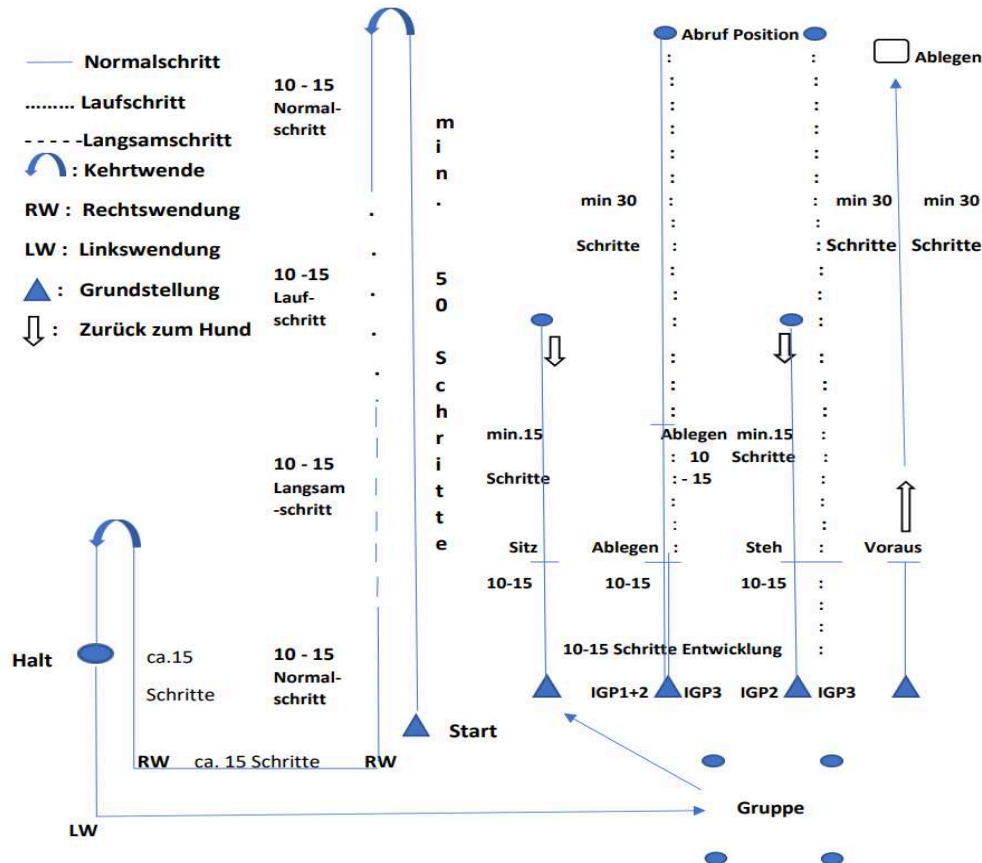 Normalschritt
......... Laufschritt
- - - - -Langsamschritt
: Kehrtwende
RW : Rechtswendung
LW : Linkswendung
: Grundstellung
: Zurück zum Hund
10 - 15
Normal-
schritt
10 -15
Lauf-
schritt
10 - 15
Langsam
-schritt
10 - 15
Normal-
schritt
min. 50 Schritte
Start
Halt
ca.15
Schritte
RW ca. 15 Schritte RW
LW
Abruf Position
Ablegen
min 30
Schritte
min 30
Schritte
min 30
Schritte
min.15
Schritte
Ablegen
10
- 15
min.15
Schritte
Sitz
Ablegen
Steh
Voraus
10-15
10-15
10-15
10-15 Schritte Entwicklung
IGP1+2
IGP3
IGP2
IGP3
Gruppe